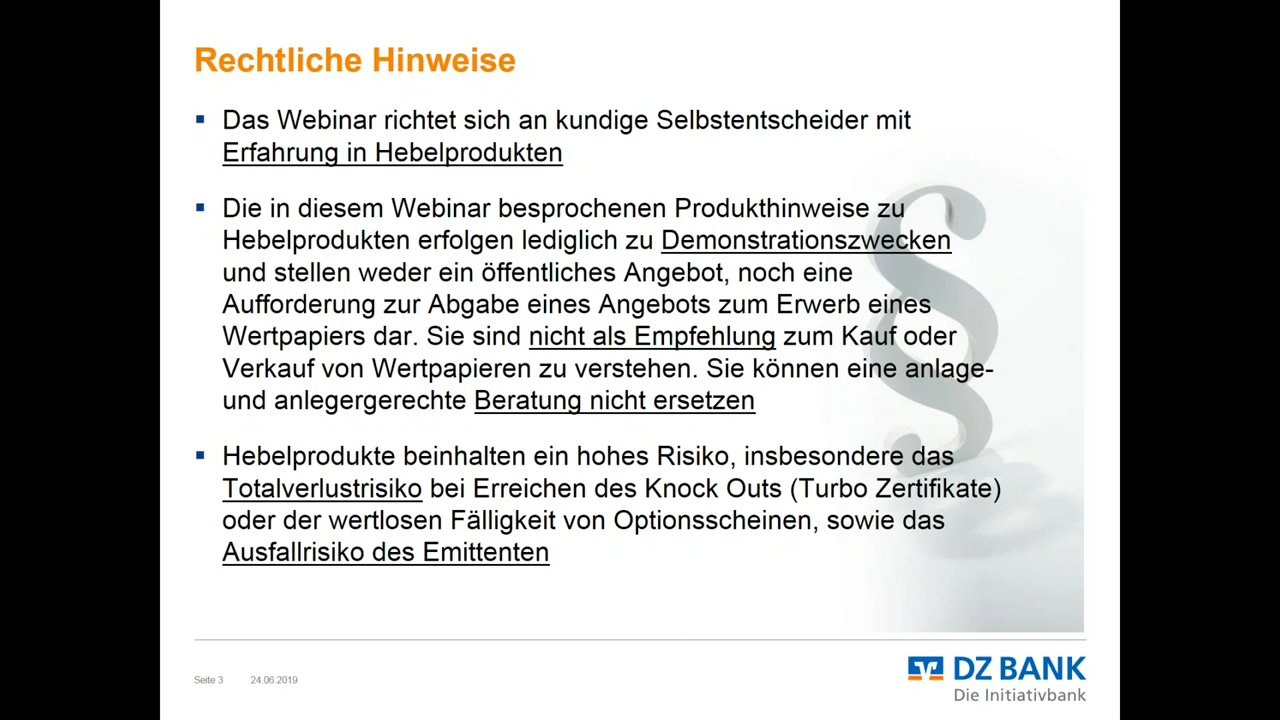 Rechtliche Hinweise
▪ Das Webinar richtet sich an kundige Selbstentscheider mit
Erfahrung in Hebelprodukten
▪ Die in diesem Webinar besprochenen Produkthinweise zu
Hebelprodukten erfolgen lediglich zu Demonstrationszwecken
und stellen weder ein öffentliches Angebot, noch eine
Aufforderung zur Abgabe eines Angebots zum Erwerb eines
Wertpapiers dar. Sie sind nicht als Empfehlung zum Kauf oder
Verkauf von Wertpapieren zu verstehen. Sie können eine anlage-
und anlegergerechte Beratung nicht ersetzen
▪ Hebelprodukte beinhalten ein hohes Risiko, insbesondere das
Totalverlustrisiko bei Erreichen des Knock Outs (Turbo Zertifikate)
oder der wertlosen Fälligkeit von Optionsscheinen, sowie das
Ausfallrisiko des Emittenten
§
Seite 3 24.06.2019
DZ BANK
Die Initiativbank